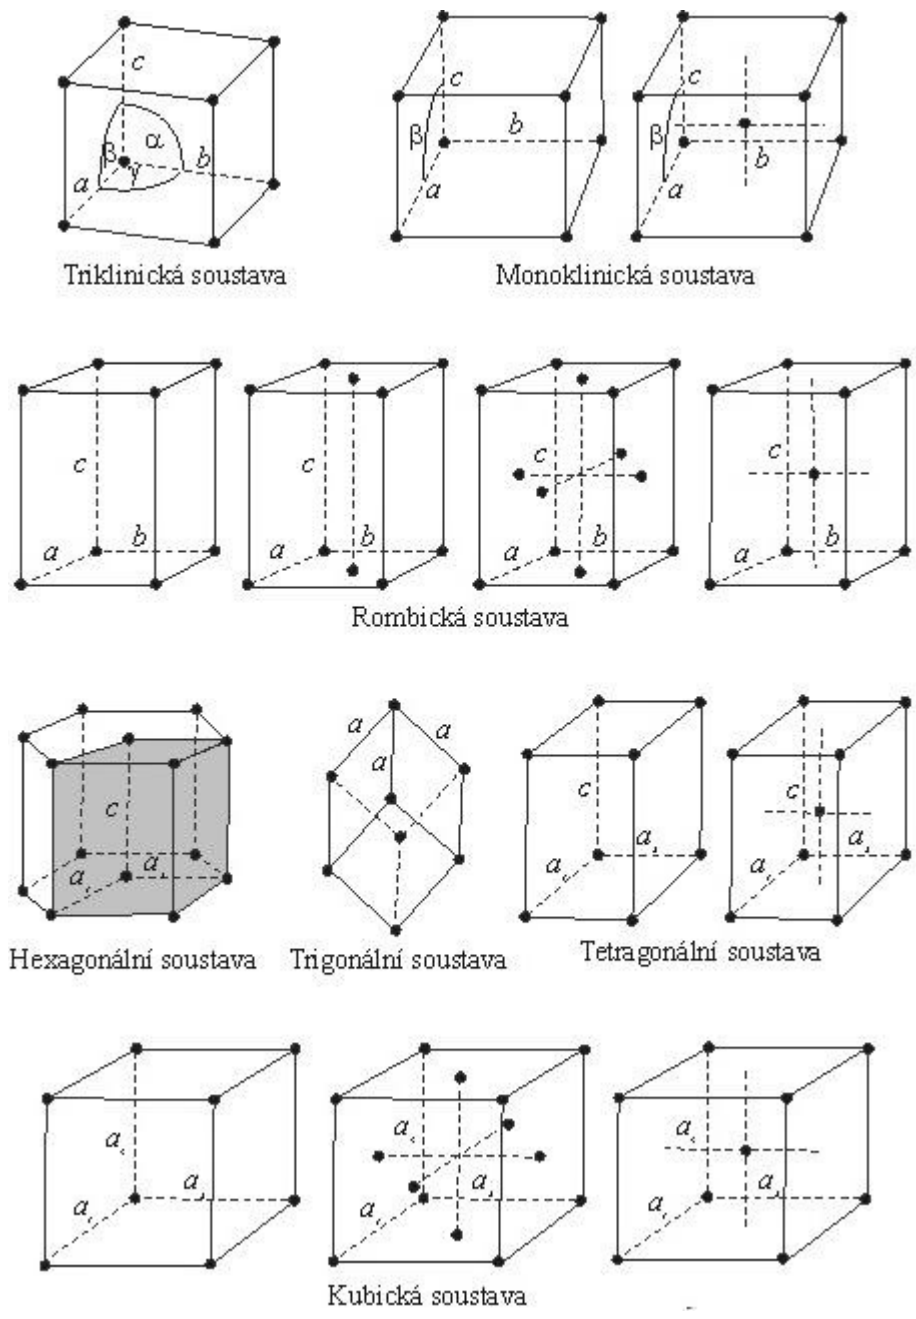 c
α
β
b
a
γ
Triklinická soustava
c
β
b
a
c
β
b
a
Monoklinická soustava
c
a
b
c
a
b
c
a
b
c
a
b
Rombická soustava
c
a
a
Hexagonální soustava
a
a
a
Trigonální soustava
c
a
a
c
a
a
Tetragonální soustava
a
a
a
a
a
a
a
a
a
Kubická soustava